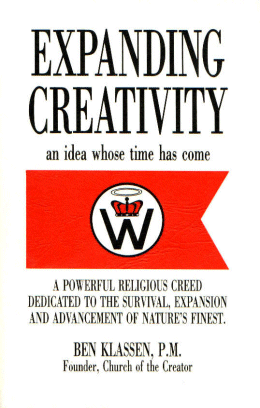 EXPANDING
CREATIVITY
an idea whose time has come
W
A POWERFUL RELIGIOUS CREED
DEDICATED TO THE SURVIVAL, EXPANSION
AND ADVANCEMENT OF NATURE'S FINEST.
BEN KLASSEN, P.M.
Founder, Church of the Creator